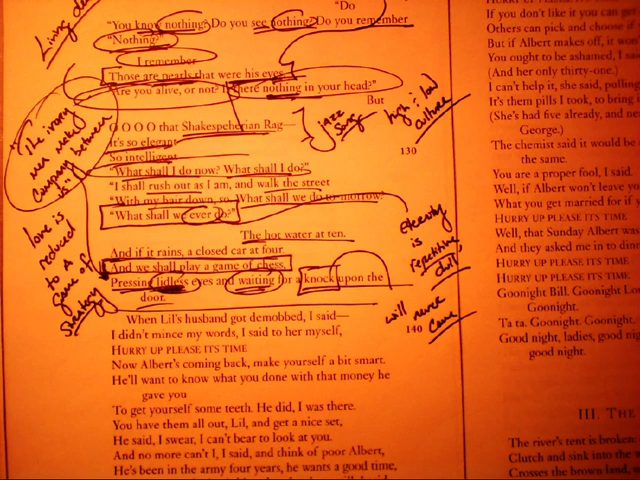 Living dea
"Do
"You know nothing? Do you see nothing? Do you remember
"Nothing?"
I remember
Those are pearls that were his eyes.
"Are you alive, or not? Is there nothing in your head?"
But
O O O O that Shakespeherian Rag—
It's so elegant
So intelligent
"What shall I do now? What shall I do?"
130
"I shall rush out as I am, and walk the street
"With my hair down, so. What shall we do to-morrow?
"What shall we ever do?"
The hot water at ten.
And if it rains, a closed car at four.
And we shall play a game of chess,
Pressing lidless eyes and waiting for a knock upon the
door.
When Lil's husband got demobbed, I said—
I didn't mince my words, I said to her myself,
140
HURRY UP PLEASE ITS TIME
Now Albert's coming back, make yourself a bit smart.
He'll want to know what you done with that money he
gave you
To get yourself some teeth. He did, I was there.
You have them all out, Lil, and get a nice set,
He said, I swear, I can't bear to look at you.
And no more can't I, I said, and think of poor Albert,
He's been in the army four years, he wants a good time,
"The ivory
men make
company between
us"
love is
reduced
to a
game of
strategy
jazz
song
high & low
culture
eternity
is
repetitive,
dull,
will never
come
If you don't like it you can get
Others can pick and choose if
But if Albert makes off, it won
You ought to be ashamed, I sai
(And her only thirty-one.)
I can't help it, she said, pulling
It's them pills I took, to bring
(She's had five already, and ne
George.)
The chemist said it would be a
the same.
You are a proper fool, I said.
Well, if Albert won't leave yo
What you get married for if y
HURRY UP PLEASE ITS TIME
Well, that Sunday Albert was
And they asked me in to dinn
HURRY UP PLEASE ITS TIME
HURRY UP PLEASE ITS TIME
Goonight Bill. Goonight Lou
Goonight.
Ta ta. Goonight. Goonight.
Good night, ladies, good nig
good night.
III. THE
The river's tent is broken;
Clutch and sink into the w
Crosses the brown land, u